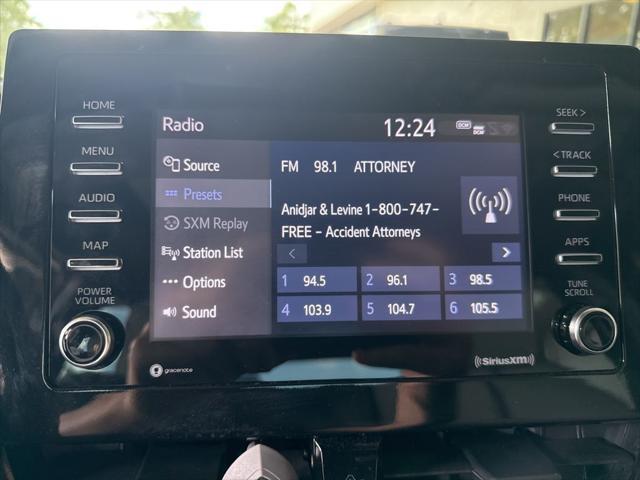 HOME
MENU
AUDIO
MAP
POWER
VOLUME
Radio
12:24
DCM
Source
Presets
SXM Replay
Station List
Options
Sound
FM 98.1 ATTORNEY
Anidjar & Levine 1-800-747-
FREE - Accident Attorneys
< >
1 94.5 2 96.1 3 98.5
4 103.9 5 104.7 6 105.5
SEEK >
< TRACK
PHONE
APPS
TUNE
SCROLL
gracenote
SiriusXM